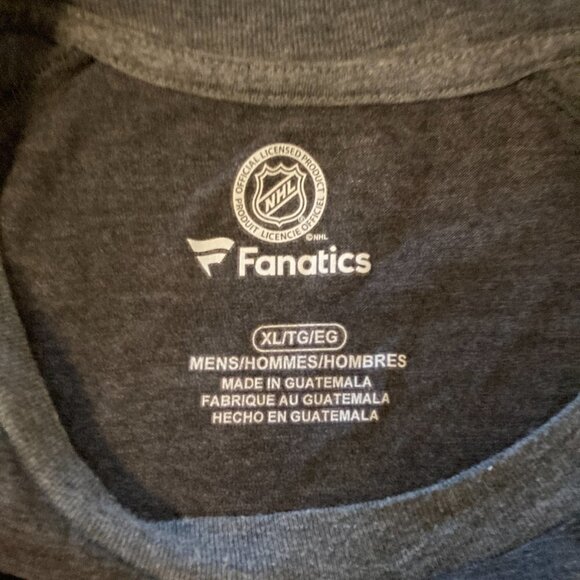 OFFICIAL LICENSED PRODUCT
NHL
PRODUIT LICENCIÉ OFFICIEL
©NHL
Fanatics
XL/TG/EG
MENS/HOMMES/HOMBRES
MADE IN GUATEMALA
FABRIQUE AU GUATEMALA
HECHO EN GUATEMALA